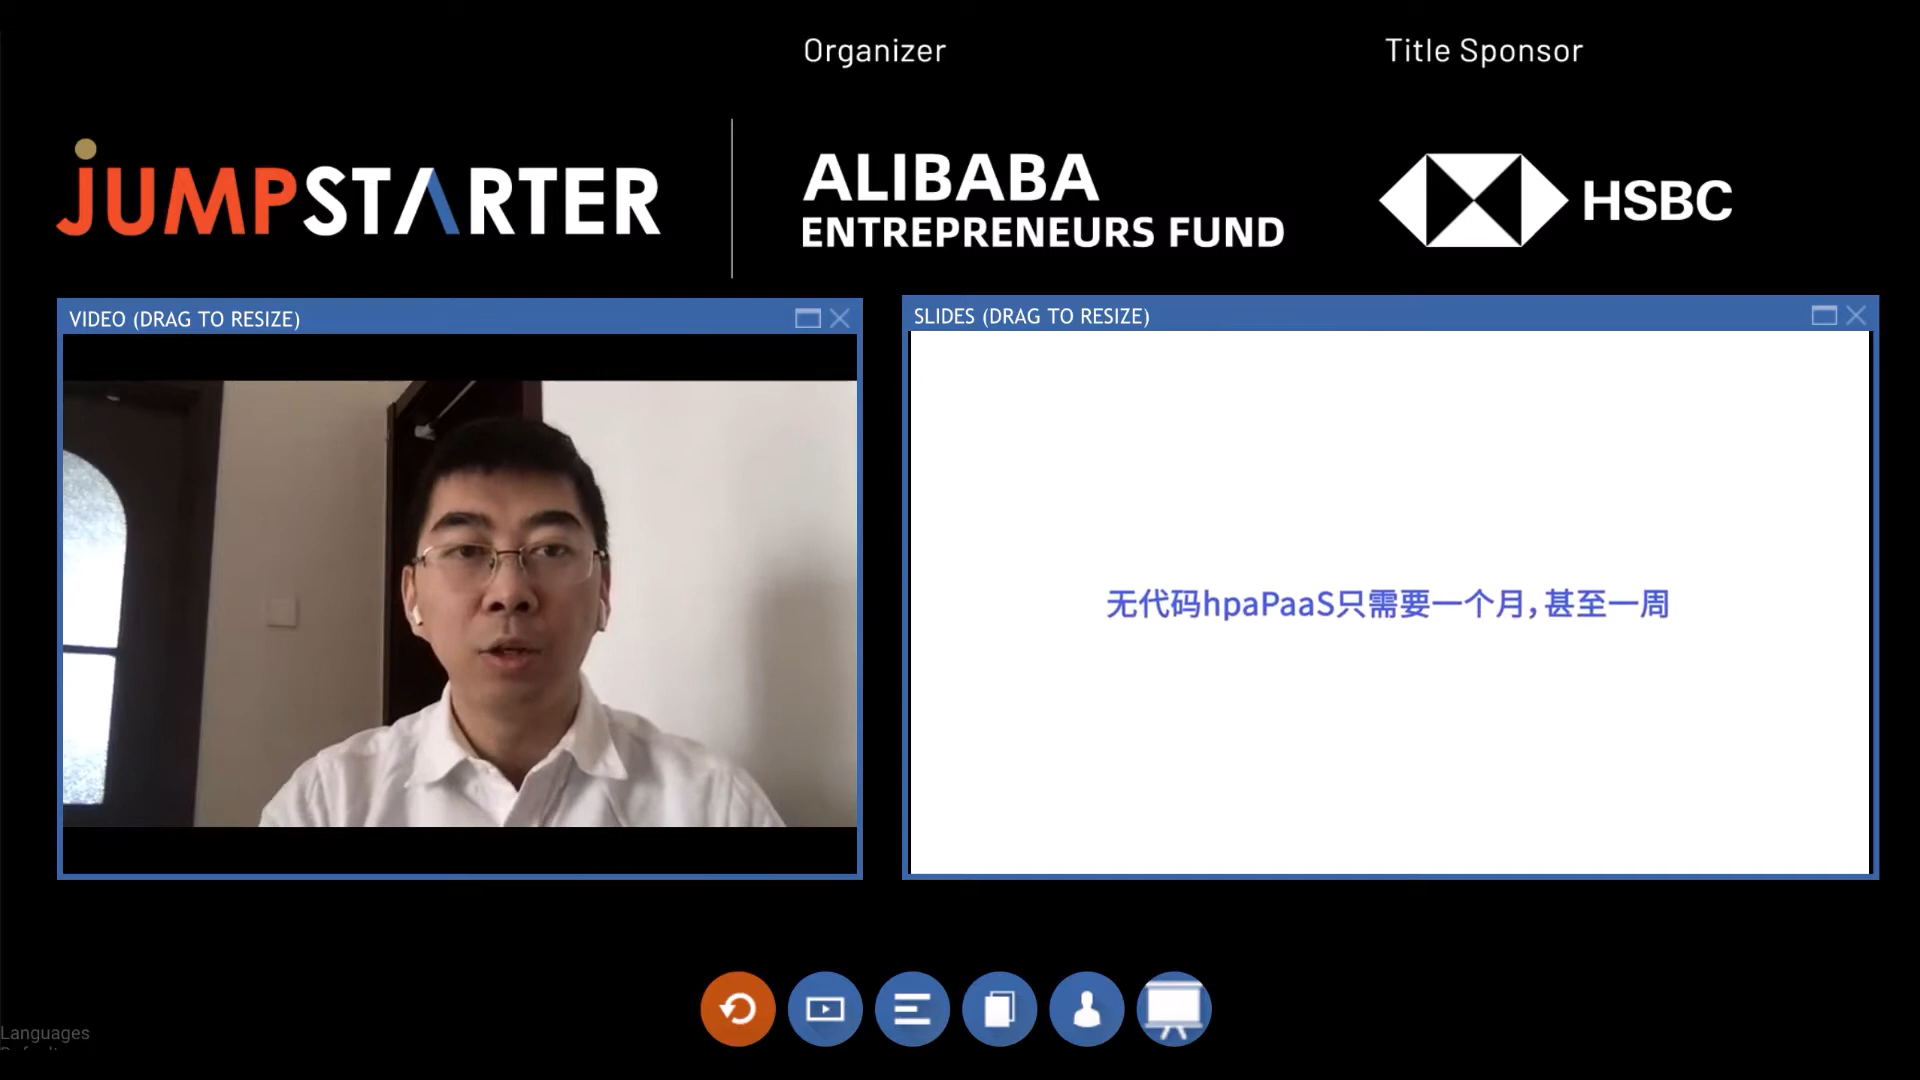 Organizer
Title Sponsor
JUMPSTARTER
ALIBABA
ENTREPRENEURS FUND
HSBC
VIDEO (DRAG TO RESIZE)
SLIDES (DRAG TO RESIZE)
无代码hpaPaaS只需要一个月，甚至一周
Languages